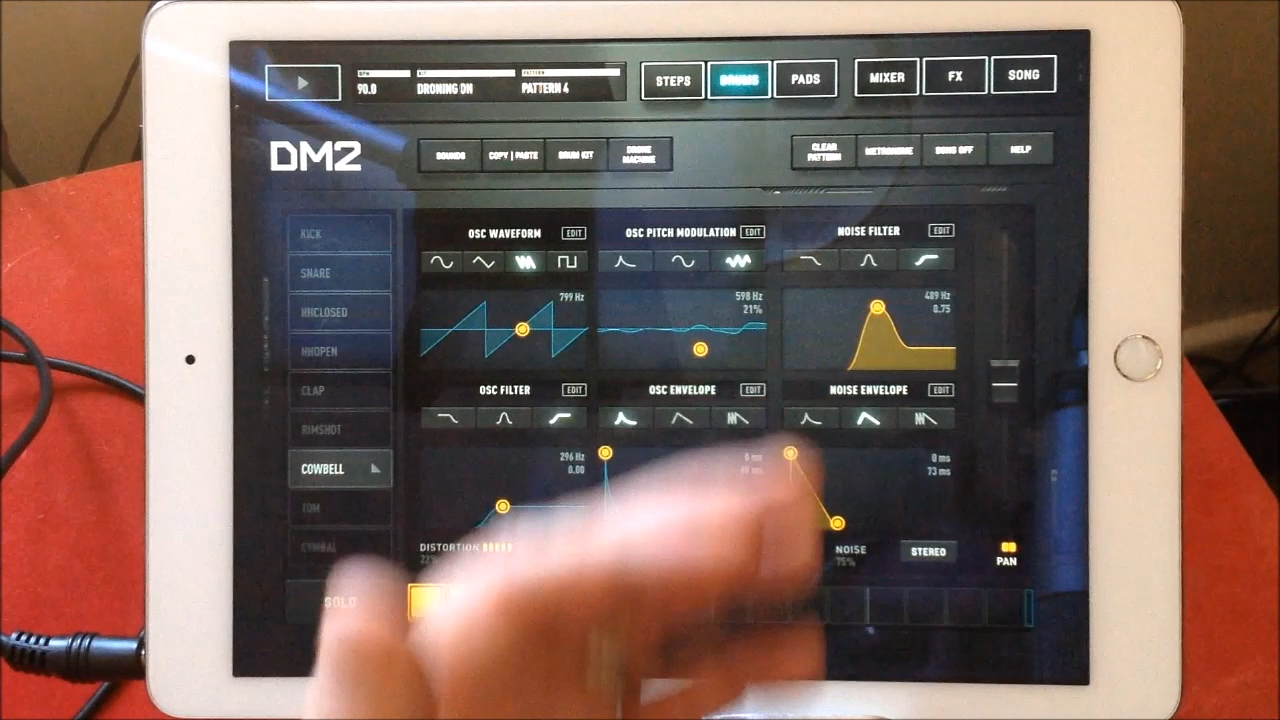 BPM KIT PATTERN
90.0 DRONING ON PATTERN 4
STEPS DRUMS PADS MIXER FX SONG
DM2
SOUNDS COPY | PASTE DRUM KIT DRONE MACHINE
CLEAR PATTERN METRONOME SONG OFF HELP
KICK
SNARE
HHCLOSED
HHOPEN
CLAP
RIMSHOT
COWBELL
TOM
CYMBAL
SOLO
OSC WAVEFORM EDIT
799 Hz
OSC PITCH MODULATION EDIT
598 Hz
21%
NOISE FILTER EDIT
489 Hz
0.75
OSC FILTER EDIT
296 Hz
0.00
OSC ENVELOPE EDIT
0 ms
NOISE ENVELOPE EDIT
0 ms
73 ms
DISTORTION
NOISE
75%
STEREO
PAN